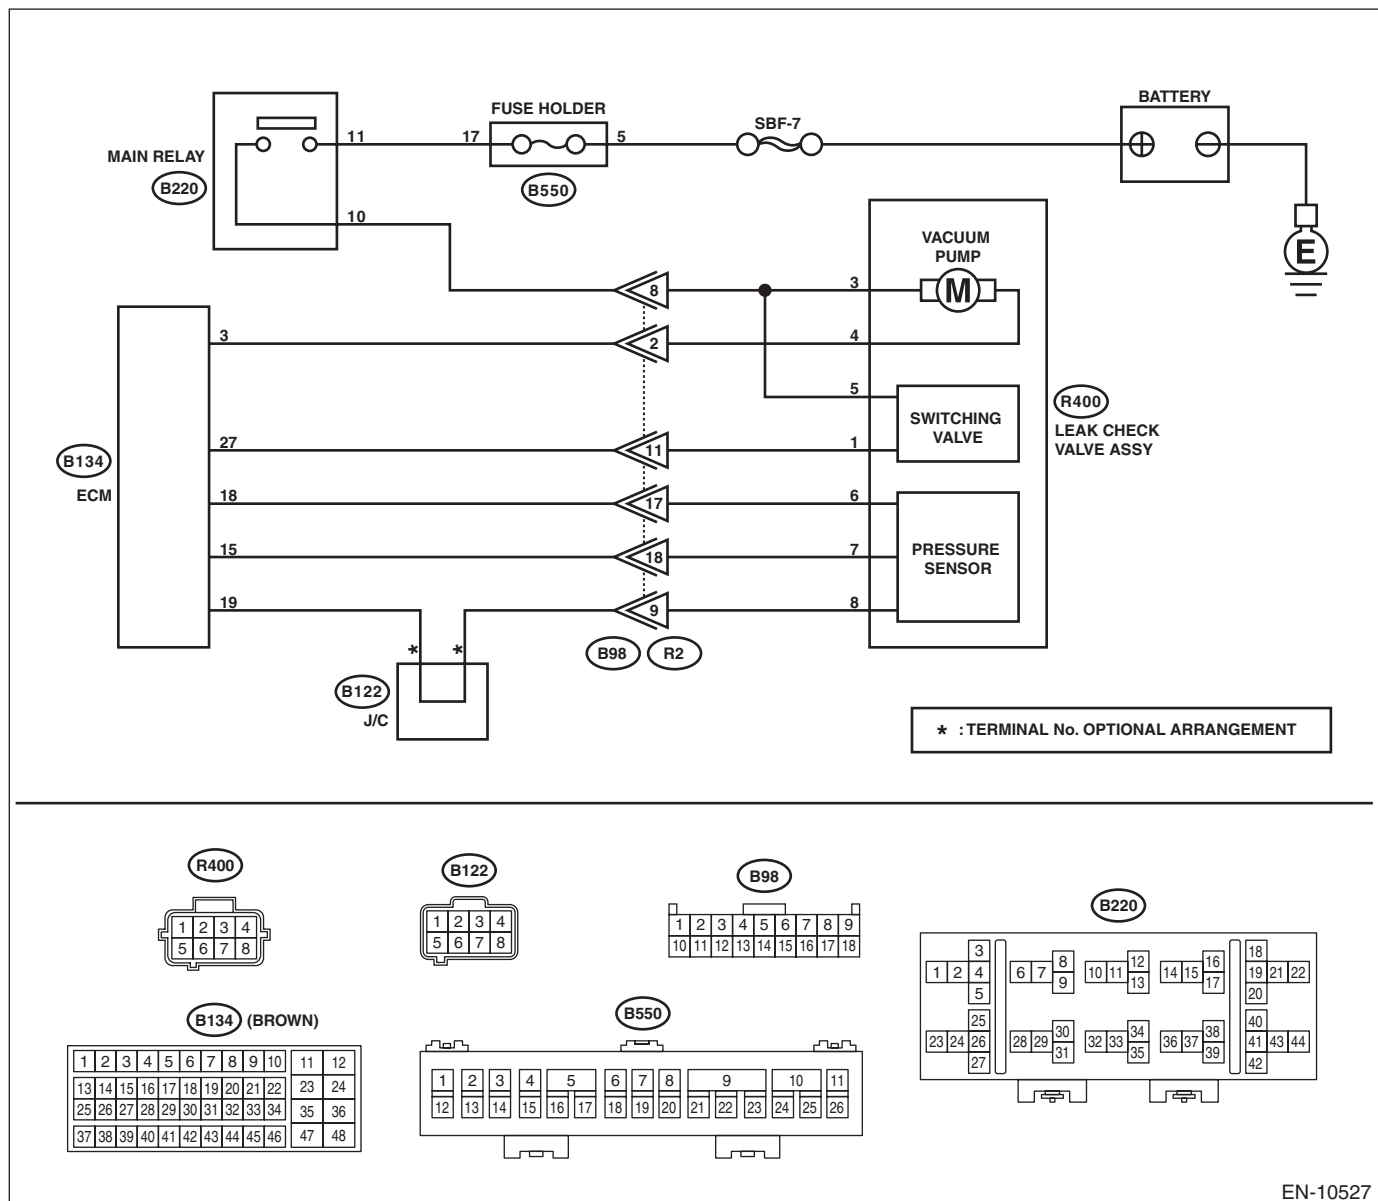 BATTERY
FUSE HOLDER
SBF-7
11 17 5
MAIN RELAY
B220
B550
10
VACUUM
PUMP
M
E
8 3
3 2 4
5
SWITCHING
VALVE
R400
LEAK CHECK
VALVE ASSY
27 11 1
B134
ECM
18 17 6
15 18 7
PRESSURE
SENSOR
19 9 8
* *
B98 R2
B122
J/C
* : TERMINAL No. OPTIONAL ARRANGEMENT
R400
1 2 3 4
5 6 7 8
B122
1 2 3 4
5 6 7 8
B98
1 2 3 4 5 6 7 8 9
10 11 12 13 14 15 16 17 18
B220
3 8 12 16 18
1 2 4 6 7 9 10 11 13 14 15 17 19 21 22
5 20
25 30 34 38 40
23 24 26 28 29 31 32 33 35 36 37 39 41 43 44
27 42
B134 (BROWN)
1 2 3 4 5 6 7 8 9 10 11 12
13 14 15 16 17 18 19 20 21 22 23 24
25 26 27 28 29 30 31 32 33 34 35 36
37 38 39 40 41 42 43 44 45 46 47 48
B550
1 2 3 4 5 6 7 8 9 10 11
12 13 14 15 16 17 18 19 20 21 22 23 24 25 26
EN-10527